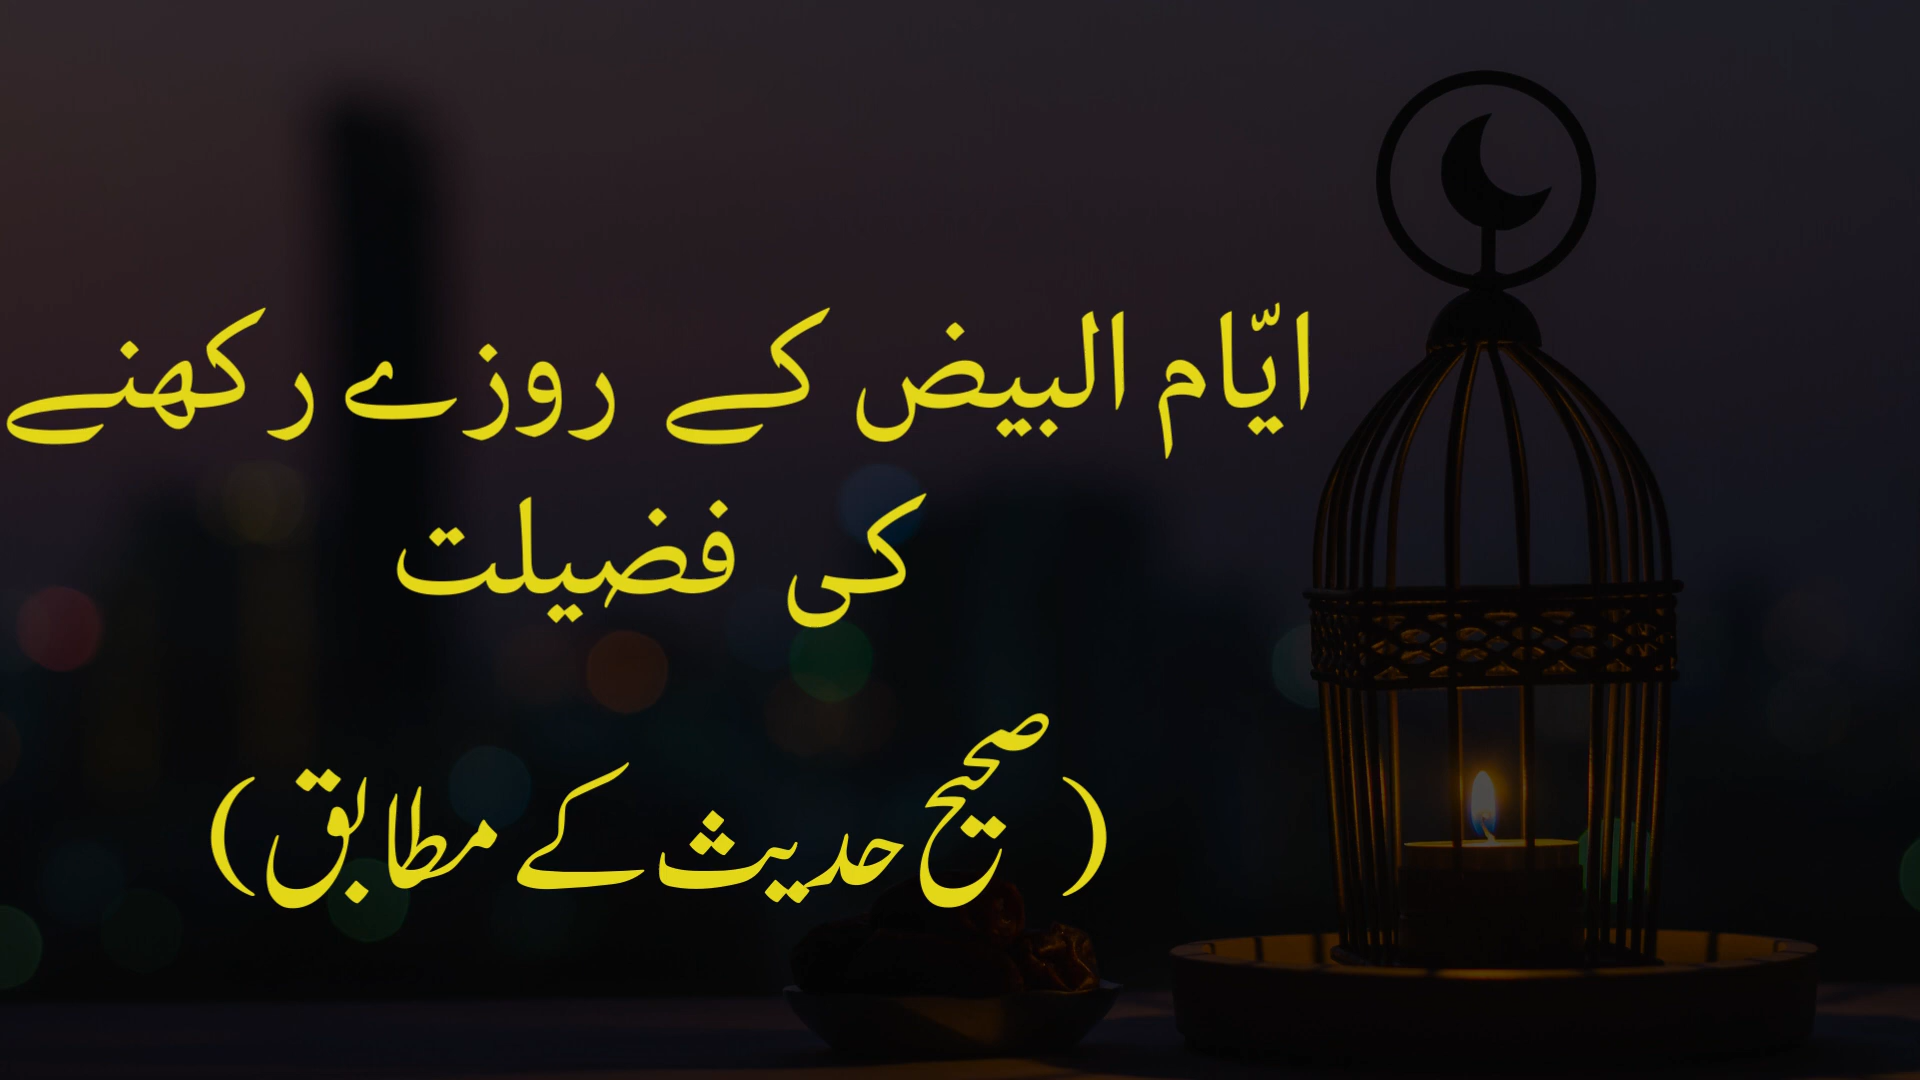 ایّام البیض کے روزے رکھنے
کی فضیلت
(صحیح حدیث کے مطابق)